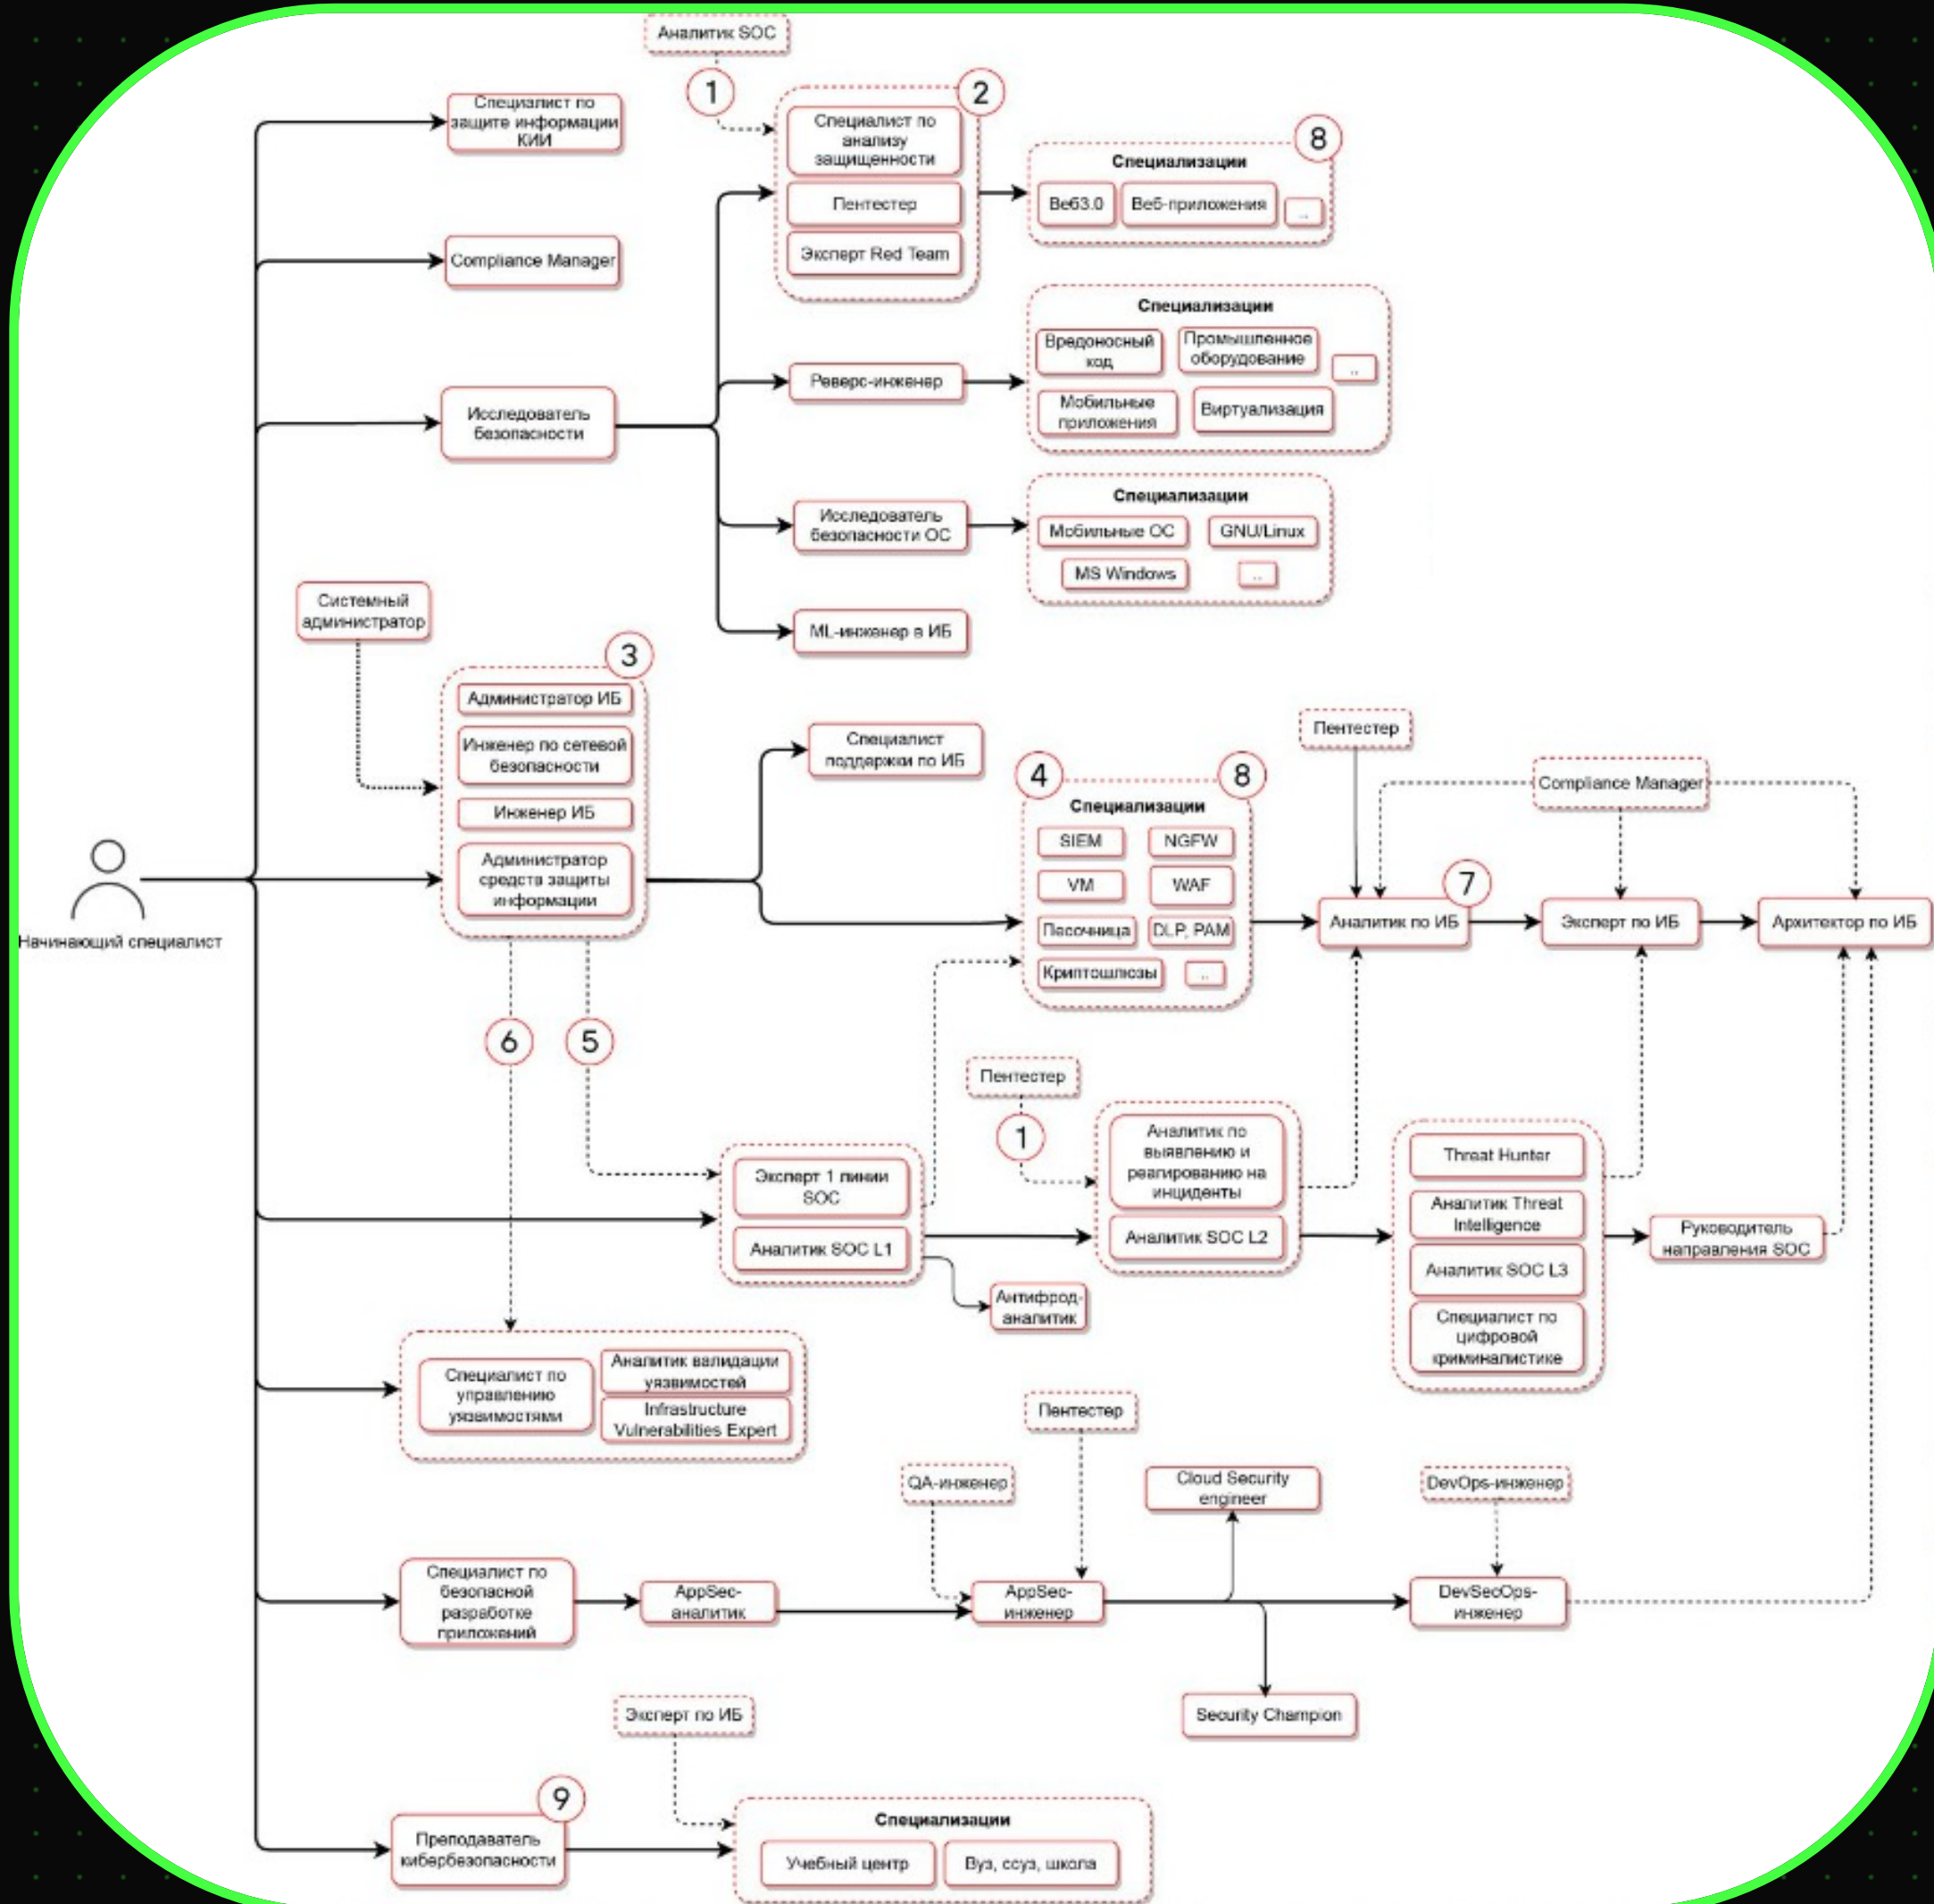 Аналитик SOC
1
2
Специалист по
защите информации
КИИ
Специалист по
анализу
защищенности
Пентестер
Эксперт Red Team
8
Специализации
Веб3.0
Веб-приложения
..
Compliance Manager
Исследователь
безопасности
Реверс-инженер
Специализации
Вредоносный
код
Промышленное
оборудование
..
Мобильные
приложения
Виртуализация
Исследователь
безопасности ОС
Специализации
Мобильные ОС
GNU/Linux
MS Windows
..
ML-инженер в ИБ
Системный
администратор
3
Администратор ИБ
Инженер по сетевой
безопасности
Инженер ИБ
Администратор
средств защиты
информации
Специалист
поддержки по ИБ
4
8
Специализации
SIEM
NGFW
VM
WAF
Песочница
DLP, PAM
Криптошлюзы
..
Пентестер
Compliance Manager
7
Аналитик по ИБ
Эксперт по ИБ
Архитектор по ИБ
Начинающий специалист
6
5
Пентестер
1
Эксперт 1 линии
SOC
Аналитик SOC L1
Аналитик по
выявлению и
реагированию на
инциденты
Аналитик SOC L2
Threat Hunter
Аналитик Threat
Intelligence
Аналитик SOC L3
Специалист по
цифровой
криминалистике
Руководитель
направления SOC
Антифрод-
аналитик
Специалист по
управлению
уязвимостями
Аналитик валидации
уязвимостей
Infrastructure
Vulnerabilities Expert
Пентестер
QA-инженер
Cloud Security
engineer
DevOps-инженер
Специалист по
безопасной
разработке
приложений
AppSec-
аналитик
AppSec-
инженер
DevSecOps-
инженер
Security Champion
Эксперт по ИБ
9
Преподаватель
кибербезопасности
Специализации
Учебный центр
Вуз, ссуз, школа